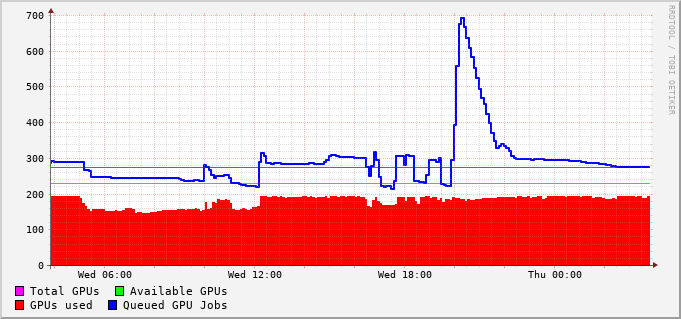 700
600
500
400
300
200
100
0
Wed 06:00 Wed 12:00 Wed 18:00 Thu 00:00
Total GPUs Available GPUs
GPUs used Queued GPU Jobs
RRDTOOL / TOBI OETIKER